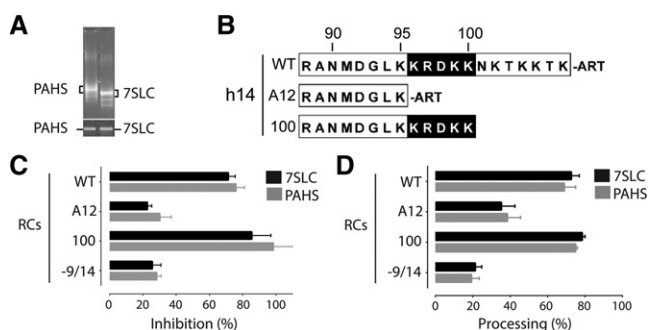 A
PAHS
7SLC
PAHS
7SLC
B
90 95 100
h14
WT RANMDGLKKRDKKNKTKKTK-ART
A12 RANMDGLK-ART
100 RANMDGLKKRDKK
C
7SLC
PAHS
RCs
WT
A12
100
-9/14
0 20 40 60 80 100
Inhibition (%)
D
7SLC
PAHS
RCs
WT
A12
100
-9/14
0 20 40 60 80 100
Processing (%)